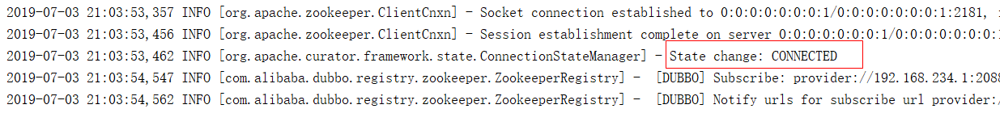 2019-07-03 21:03:53,357 INFO [org.apache.zookeeper.ClientCnxn] - Socket connection established to 0:0:0:0:0:0:0:1/0:0:0:0:0:0:0:1:2181,
2019-07-03 21:03:53,456 INFO [org.apache.zookeeper.ClientCnxn] - Session establishment complete on server 0:0:0:0:0:0:0:1/0:0:0:0:0:0:0:
2019-07-03 21:03:53,462 INFO [org.apache.curator.framework.state.ConnectionStateManager] - State change: CONNECTED
2019-07-03 21:03:54,547 INFO [com.alibaba.dubbo.registry.zookeeper.ZookeeperRegistry] - [DUBBO] Subscribe: provider://192.168.234.1:208
2019-07-03 21:03:54,562 INFO [com.alibaba.dubbo.registry.zookeeper.ZookeeperRegistry] - [DUBBO] Notify urls for subscribe url provider: